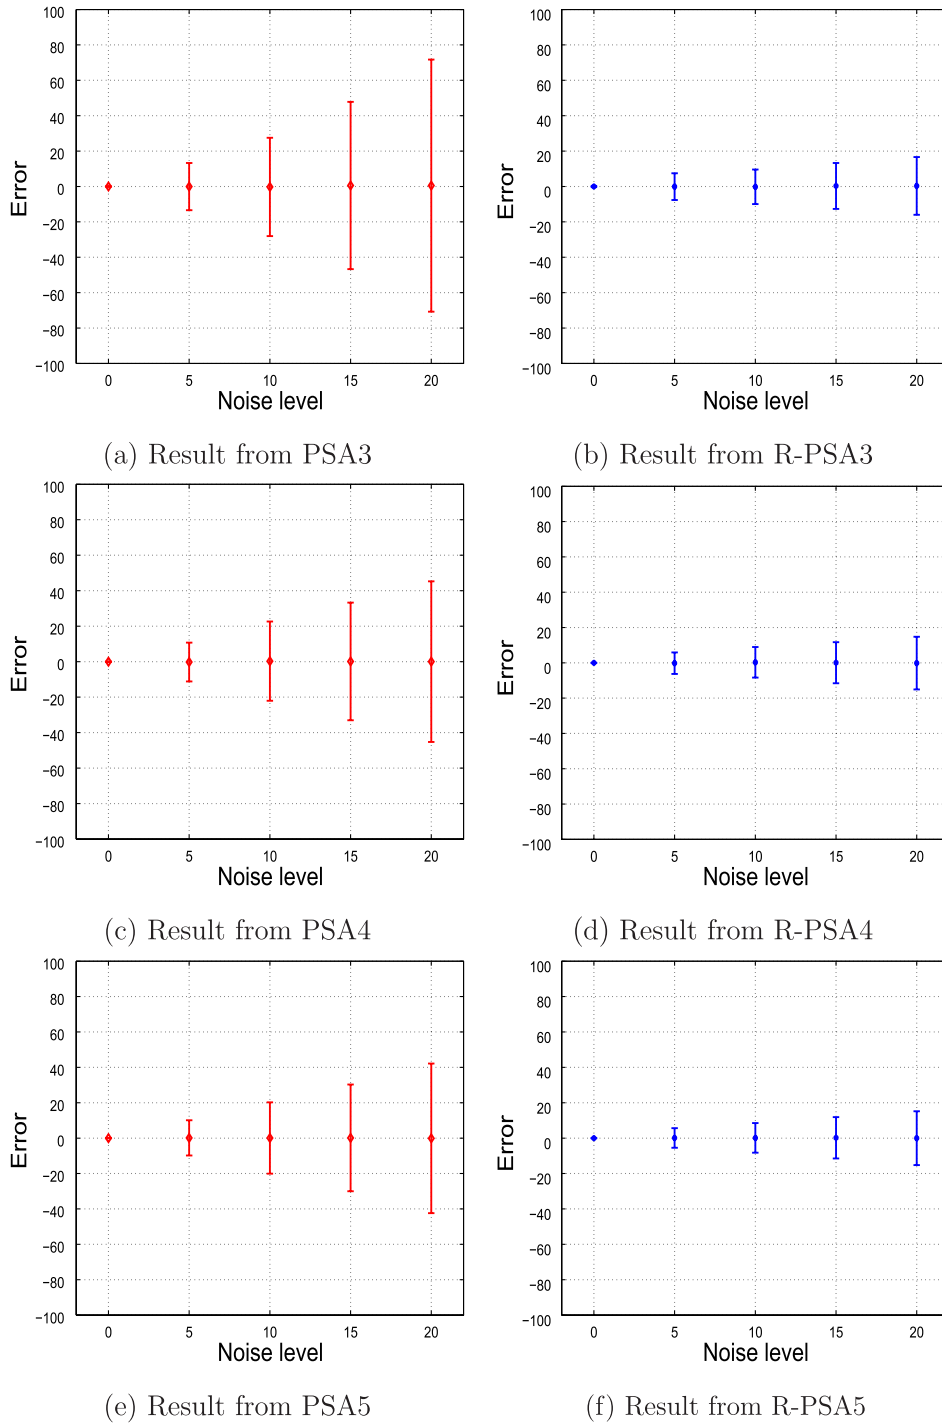 100
80
60
40
20
0
−20
−40
−60
−80
−100
Error
0 5 10 15 20
Noise level
(a) Result from PSA3
100
80
60
40
20
0
−20
−40
−60
−80
−100
Error
0 5 10 15 20
Noise level
(b) Result from R-PSA3
100
80
60
40
20
0
−20
−40
−60
−80
−100
Error
0 5 10 15 20
Noise level
(c) Result from PSA4
100
80
60
40
20
0
−20
−40
−60
−80
−100
Error
0 5 10 15 20
Noise level
(d) Result from R-PSA4
100
80
60
40
20
0
−20
−40
−60
−80
−100
Error
0 5 10 15 20
Noise level
(e) Result from PSA5
100
80
60
40
20
0
−20
−40
−60
−80
−100
Error
0 5 10 15 20
Noise level
(f) Result from R-PSA5